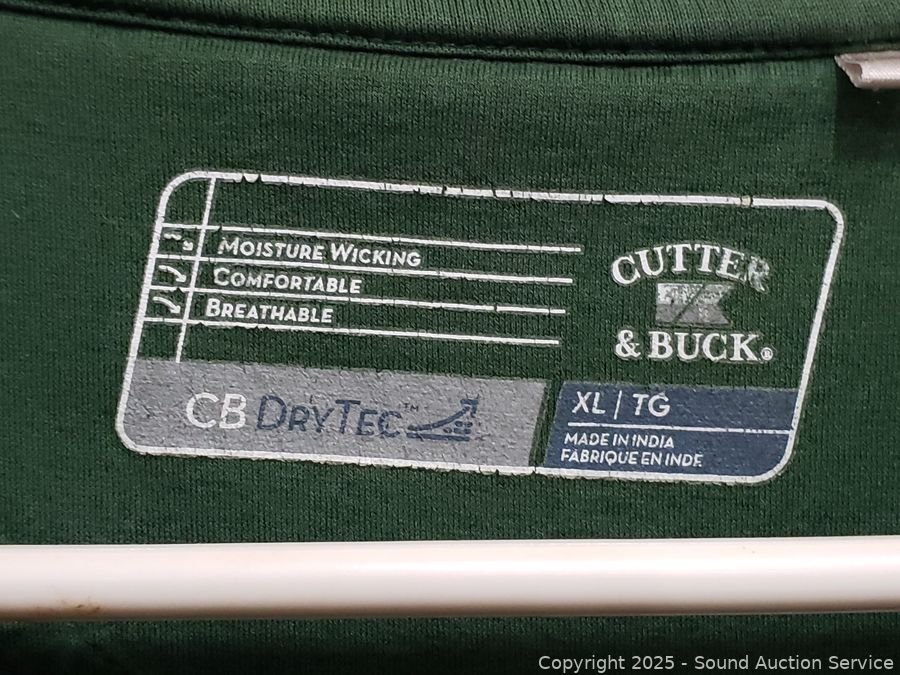 MOISTURE WICKING
COMFORTABLE
BREATHABLE
CUTTER
& BUCK®
CB DRYTEC™
XL | TG
MADE IN INDIA
FABRIQUE EN INDE
Copyright 2025 - Sound Auction Service